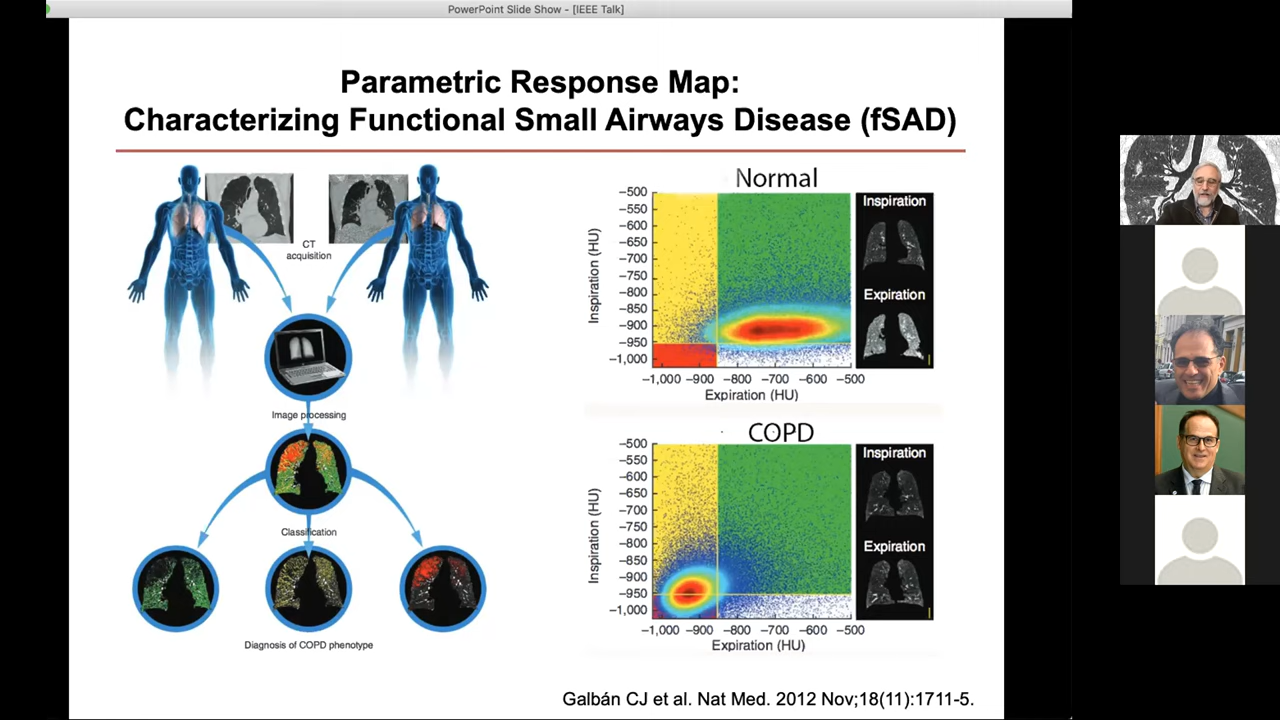 PowerPoint Slide Show - [IEEE Talk]
Parametric Response Map:
Characterizing Functional Small Airways Disease (fSAD)
CT
acquisition
Image processing
Classification
Diagnosis of COPD phenotype
Normal
Inspiration (HU)
–500
–550
–600
–650
–700
–750
–800
–850
–900
–950
–1,000
–1,000 –900 –800 –700 –600 –500
Expiration (HU)
Inspiration
Expiration
COPD
Inspiration (HU)
–500
–550
–600
–650
–700
–750
–800
–850
–900
–950
–1,000
–1,000 –900 –800 –700 –600 –500
Expiration (HU)
Inspiration
Expiration
Galbán CJ et al. Nat Med. 2012 Nov;18(11):1711-5.